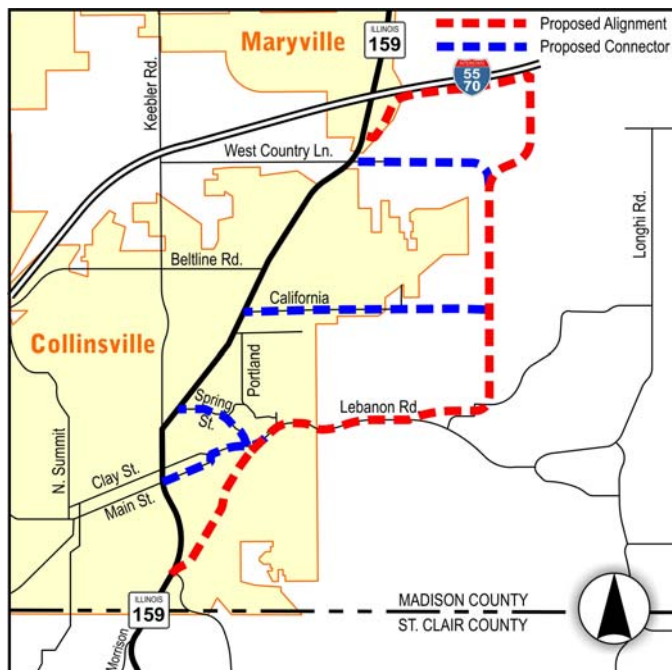 Proposed Alignment
Proposed Connector
Maryville
ILLINOIS
159
INTERSTATE
55
70
Keebler Rd.
West Country Ln.
Longhi Rd.
Beltline Rd.
California
Collinsville
Portland
Spring
St.
Lebanon Rd.
N. Summit
Clay St.
Main St.
ILLINOIS
159
MADISON COUNTY
ST. CLAIR COUNTY
Morrison